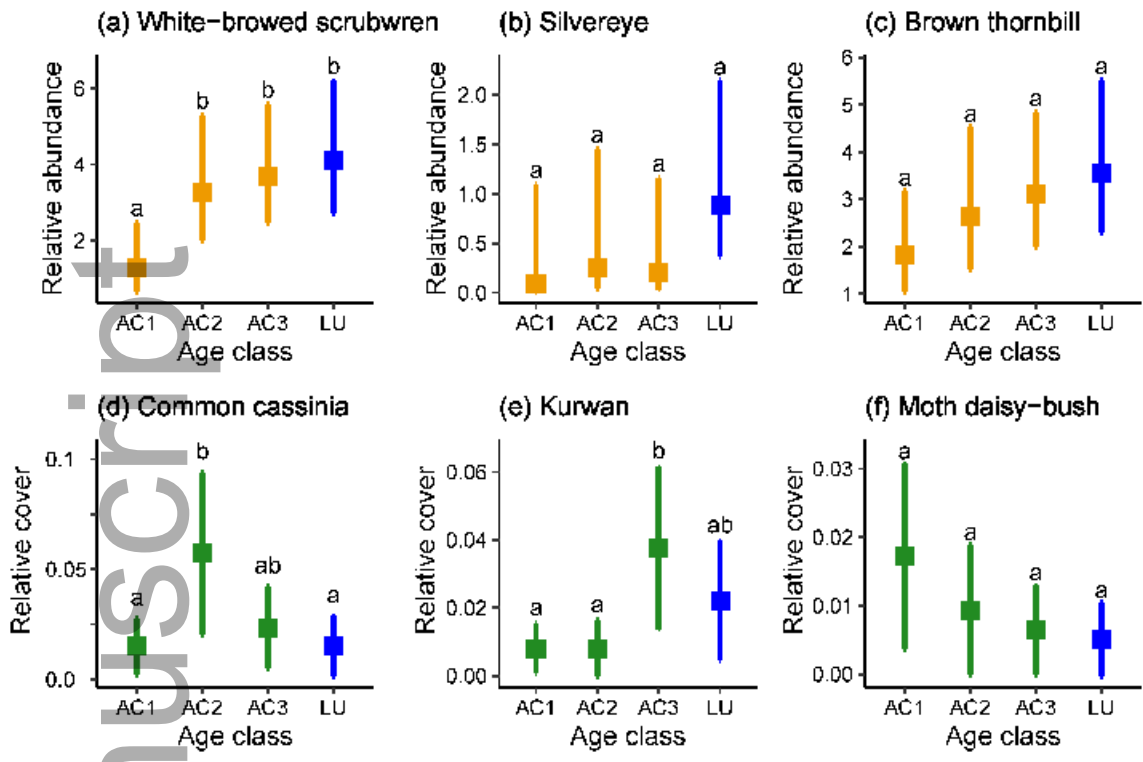 (a) White-browed scrubwren
Relative abundance
6
4
2
a
b
b
b
AC1 AC2 AC3 LU
Age class
(b) Silvereye
Relative abundance
2.0
1.5
1.0
0.5
0.0
a
a
a
a
AC1 AC2 AC3 LU
Age class
(c) Brown thornbill
Relative abundance
6
5
4
3
2
1
a
a
a
a
AC1 AC2 AC3 LU
Age class
(d) Common cassinia
Relative cover
0.1
0.05
0.0
a
b
ab
a
AC1 AC2 AC3 LU
Age class
(e) Kurwan
Relative cover
0.06
0.04
0.02
0.00
a
a
b
ab
AC1 AC2 AC3 LU
Age class
(f) Moth daisy-bush
Relative cover
0.03
0.02
0.01
0.00
a
a
a
a
AC1 AC2 AC3 LU
Age class
nuscript